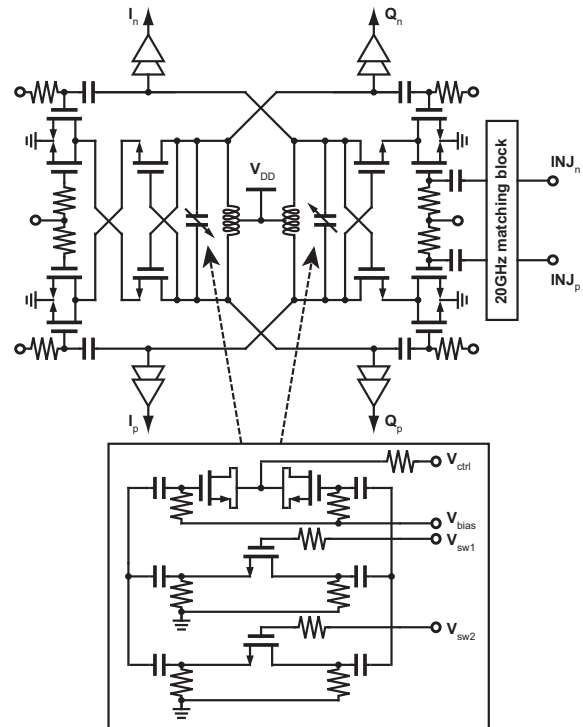 I_n
Q_n
V_DD
INJ_n
20GHz matching block
INJ_p
I_p
Q_p
V_ctrl
V_bias
V_sw1
V_sw2